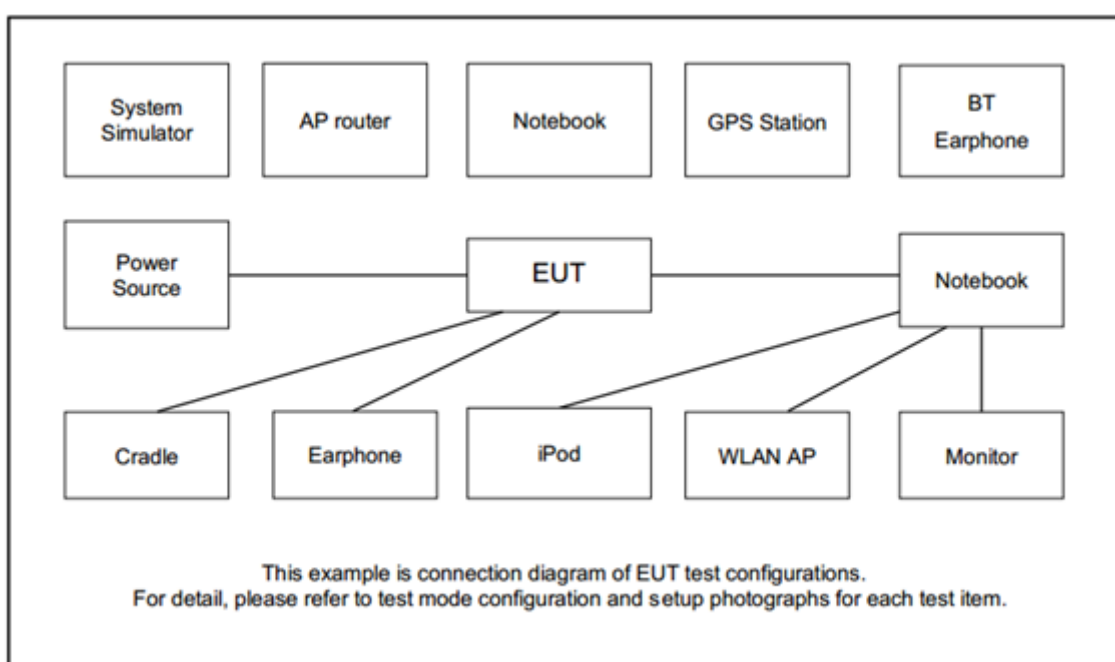 System
Simulator
AP router
Notebook
GPS Station
BT
Earphone
Power
Source
EUT
Notebook
Cradle
Earphone
iPod
WLAN AP
Monitor
This example is connection diagram of EUT test configurations.
For detail, please refer to test mode configuration and setup photographs for each test item.